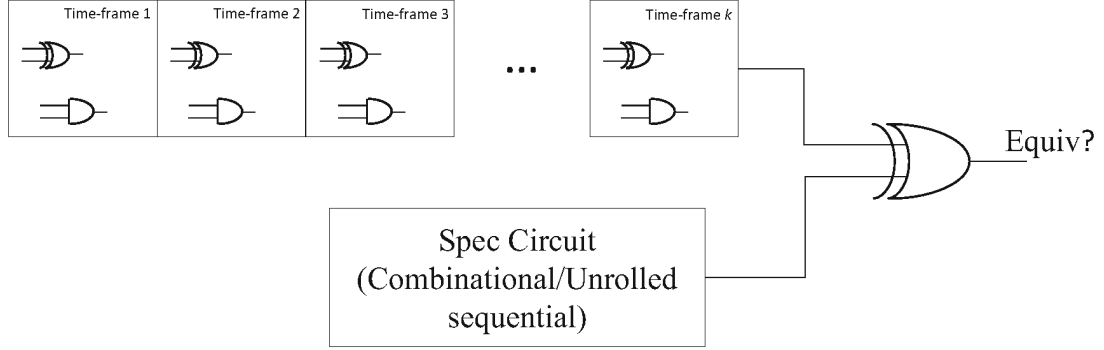 Time-frame 1
Time-frame 2
Time-frame 3
Time-frame k
...
Equiv?
Spec Circuit
(Combinational/Unrolled
sequential)